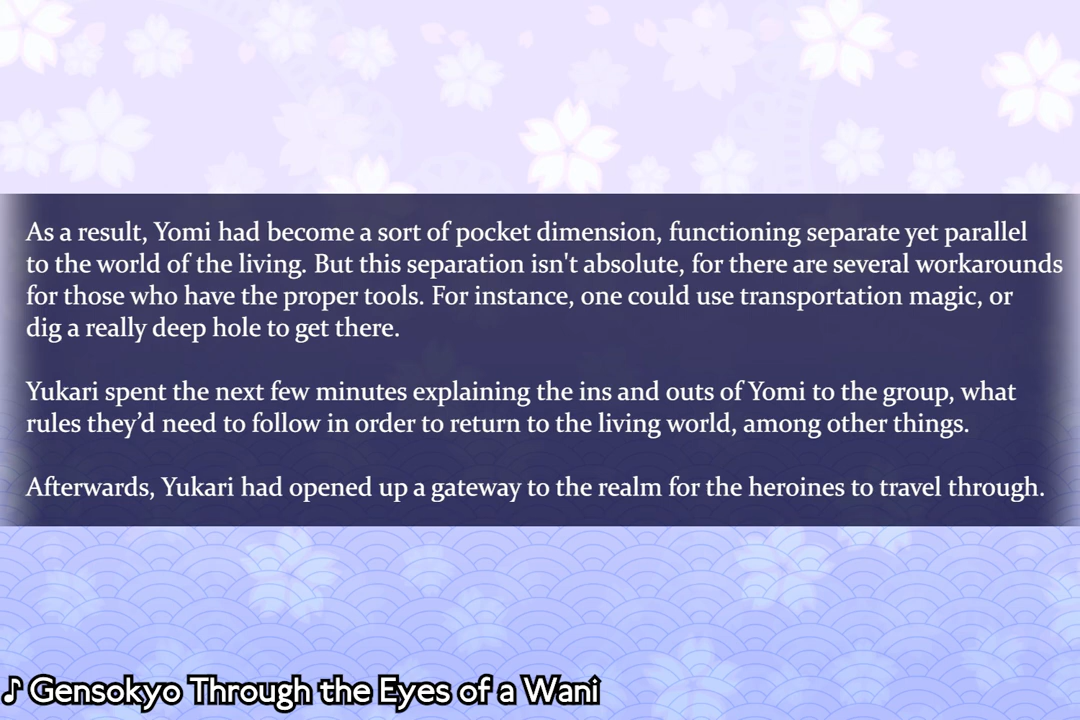 As a result, Yomi had become a sort of pocket dimension, functioning separate yet parallel
to the world of the living. But this separation isn't absolute, for there are several workarounds
for those who have the proper tools. For instance, one could use transportation magic, or
dig a really deep hole to get there.
Yukari spent the next few minutes explaining the ins and outs of Yomi to the group, what
rules they’d need to follow in order to return to the living world, among other things.
Afterwards, Yukari had opened up a gateway to the realm for the heroines to travel through.
♪ Gensokyo Through the Eyes of a Wani